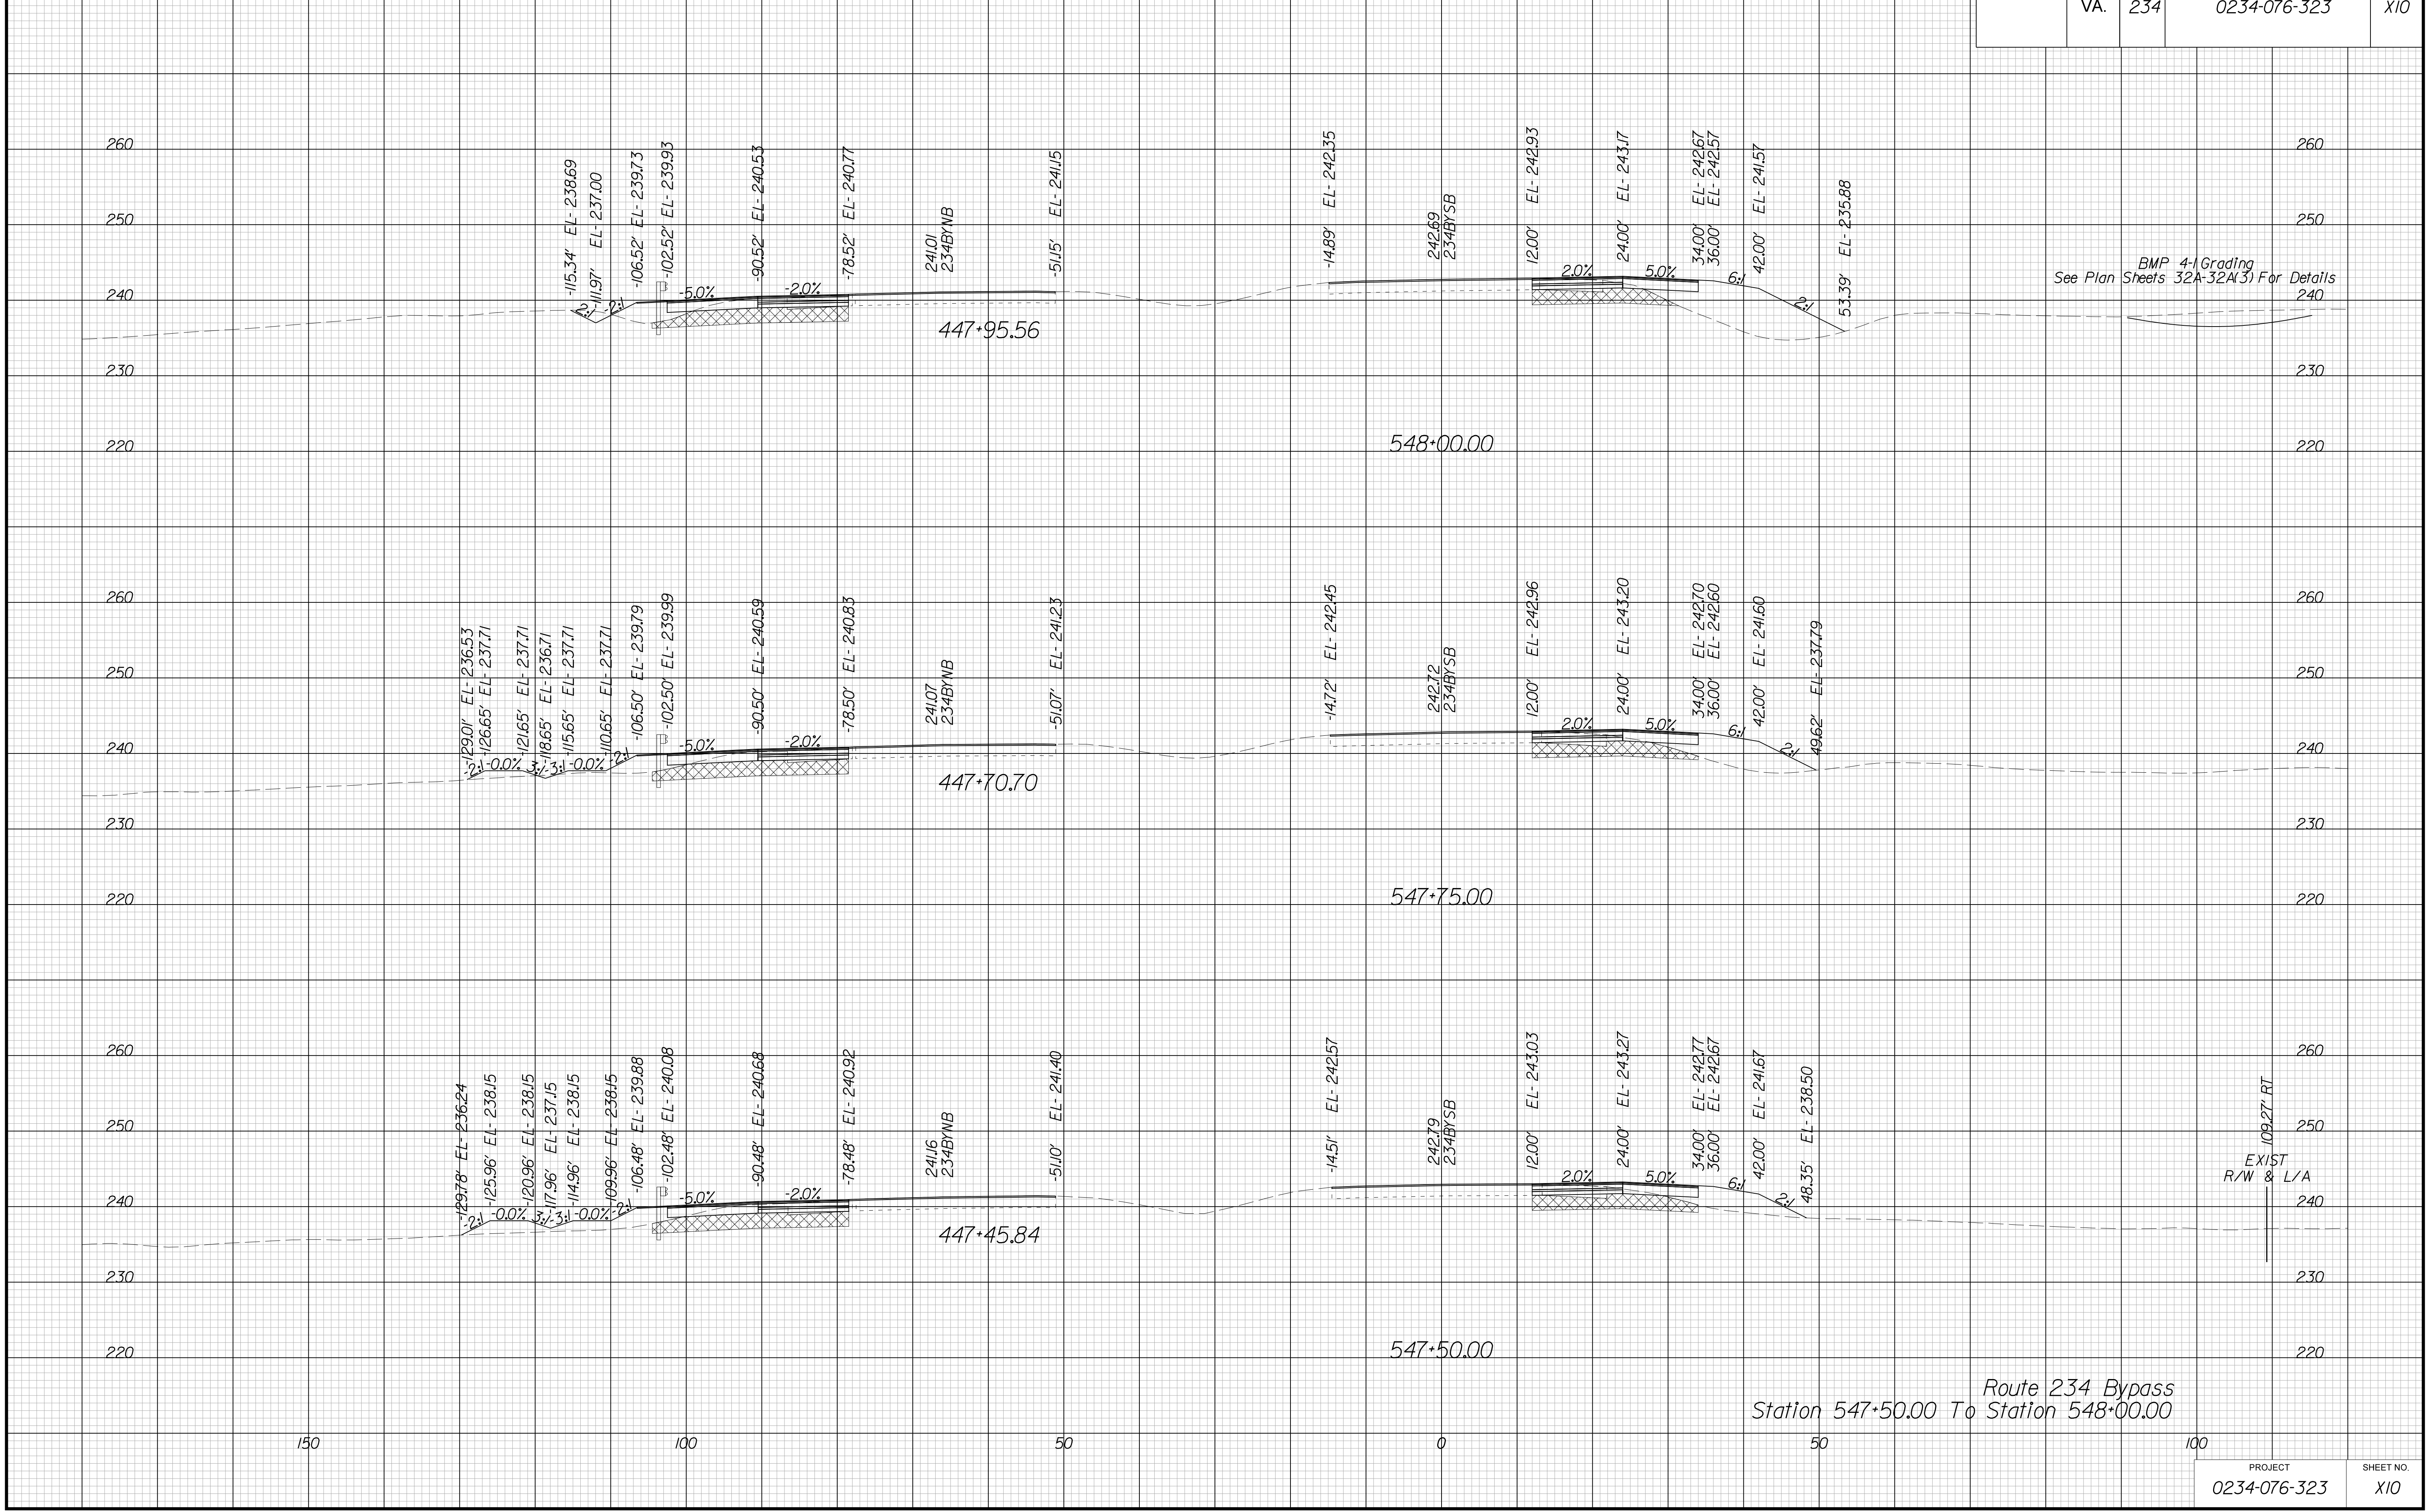 VA. 234 0234-076-323 X10
-115.34' EL- 238.69
-111.97' EL- 237.00
-106.52' EL- 239.73
-102.52' EL- 239.93
-90.52' EL- 240.53
-78.52' EL- 240.77
241.01
234BYNB
-51.15' EL- 241.15
-14.89' EL- 242.35
242.69
234BYSB
12.00' EL- 242.93
24.00' EL- 243.17
34.00' EL- 242.67
36.00' EL- 242.57
42.00' EL- 241.57
53.39' EL- 235.88
260 260
250 250
BMP 4-1 Grading
See Plan Sheets 32A-32A(3) For Details
240 -2:1 -2:1 -5.0% -2.0% 2.0% 5.0% 6:1 2:1 240
447+95.56
230 230
220 548+00.00 220
-129.01' EL- 236.53
-126.65' EL- 237.71
-121.65' EL- 237.71
-118.65' EL- 236.71
-115.65' EL- 237.71
-110.65' EL- 237.71
-106.50' EL- 239.79
-102.50' EL- 239.99
-90.50' EL- 240.59
-78.50' EL- 240.83
241.07
234BYNB
-51.07' EL- 241.23
-14.72' EL- 242.45
242.72
234BYSB
12.00' EL- 242.96
24.00' EL- 243.20
34.00' EL- 242.70
36.00' EL- 242.60
42.00' EL- 241.60
49.62' EL- 237.79
260 260
250 250
240 -2:1 -0.0% 3:1 -3:1 -0.0% -2:1 -5.0% -2.0% 2.0% 5.0% 6:1 2:1 240
447+70.70
230 230
220 547+75.00 220
-129.78' EL- 236.24
-125.96' EL- 238.15
-120.96' EL- 238.15
-117.96' EL- 237.15
-114.96' EL- 238.15
-109.96' EL- 238.15
-106.48' EL- 239.88
-102.48' EL- 240.08
-90.48' EL- 240.68
-78.48' EL- 240.92
241.16
234BYNB
-51.10' EL- 241.40
-14.51' EL- 242.57
242.79
234BYSB
12.00' EL- 243.03
24.00' EL- 243.27
34.00' EL- 242.77
36.00' EL- 242.67
42.00' EL- 241.67
48.35' EL- 238.50
109.27' RT
260 260
250 250
EXIST
R/W & L/A
240 -2:1 -0.0% 3:1 -3:1 -0.0% -2:1 -5.0% -2.0% 2.0% 5.0% 6:1 2:1 240
447+45.84
230 230
220 547+50.00 220
Route 234 Bypass
Station 547+50.00 To Station 548+00.00
150 100 50 0 50 100
PROJECT SHEET NO.
0234-076-323 X10